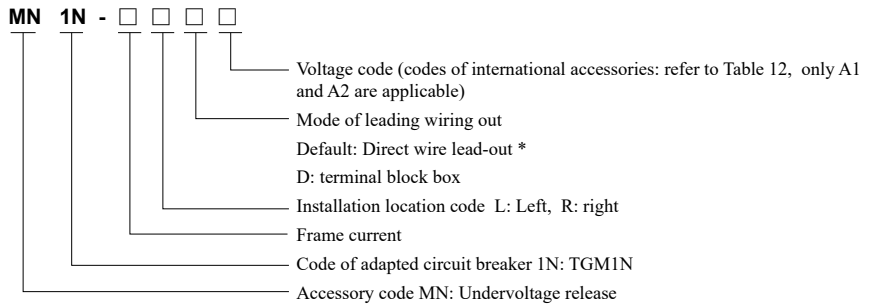 MN 1N - □ □ □ □
Voltage code (codes of international accessories: refer to Table 12, only A1
and A2 are applicable)
Mode of leading wiring out
Default: Direct wire lead-out *
D: terminal block box
Installation location code L: Left, R: right
Frame current
Code of adapted circuit breaker 1N: TGM1N
Accessory code MN: Undervoltage release